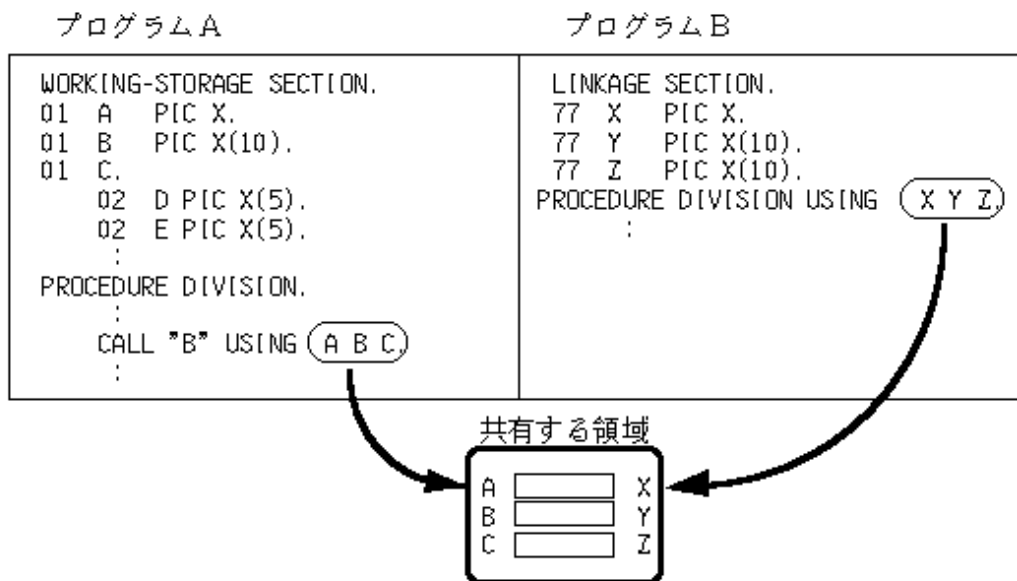 プログラムA
WORKING-STORAGE SECTION.
01 A PIC X.
01 B PIC X(10).
01 C.
02 D PIC X(5).
02 E PIC X(5).
:
PROCEDURE DIVISION.
:
CALL "B" USING A B C.
:
プログラムB
LINKAGE SECTION.
77 X PIC X.
77 Y PIC X(10).
77 Z PIC X(10).
PROCEDURE DIVISION USING X Y Z.
:
共有する領域
A X
B Y
C Z